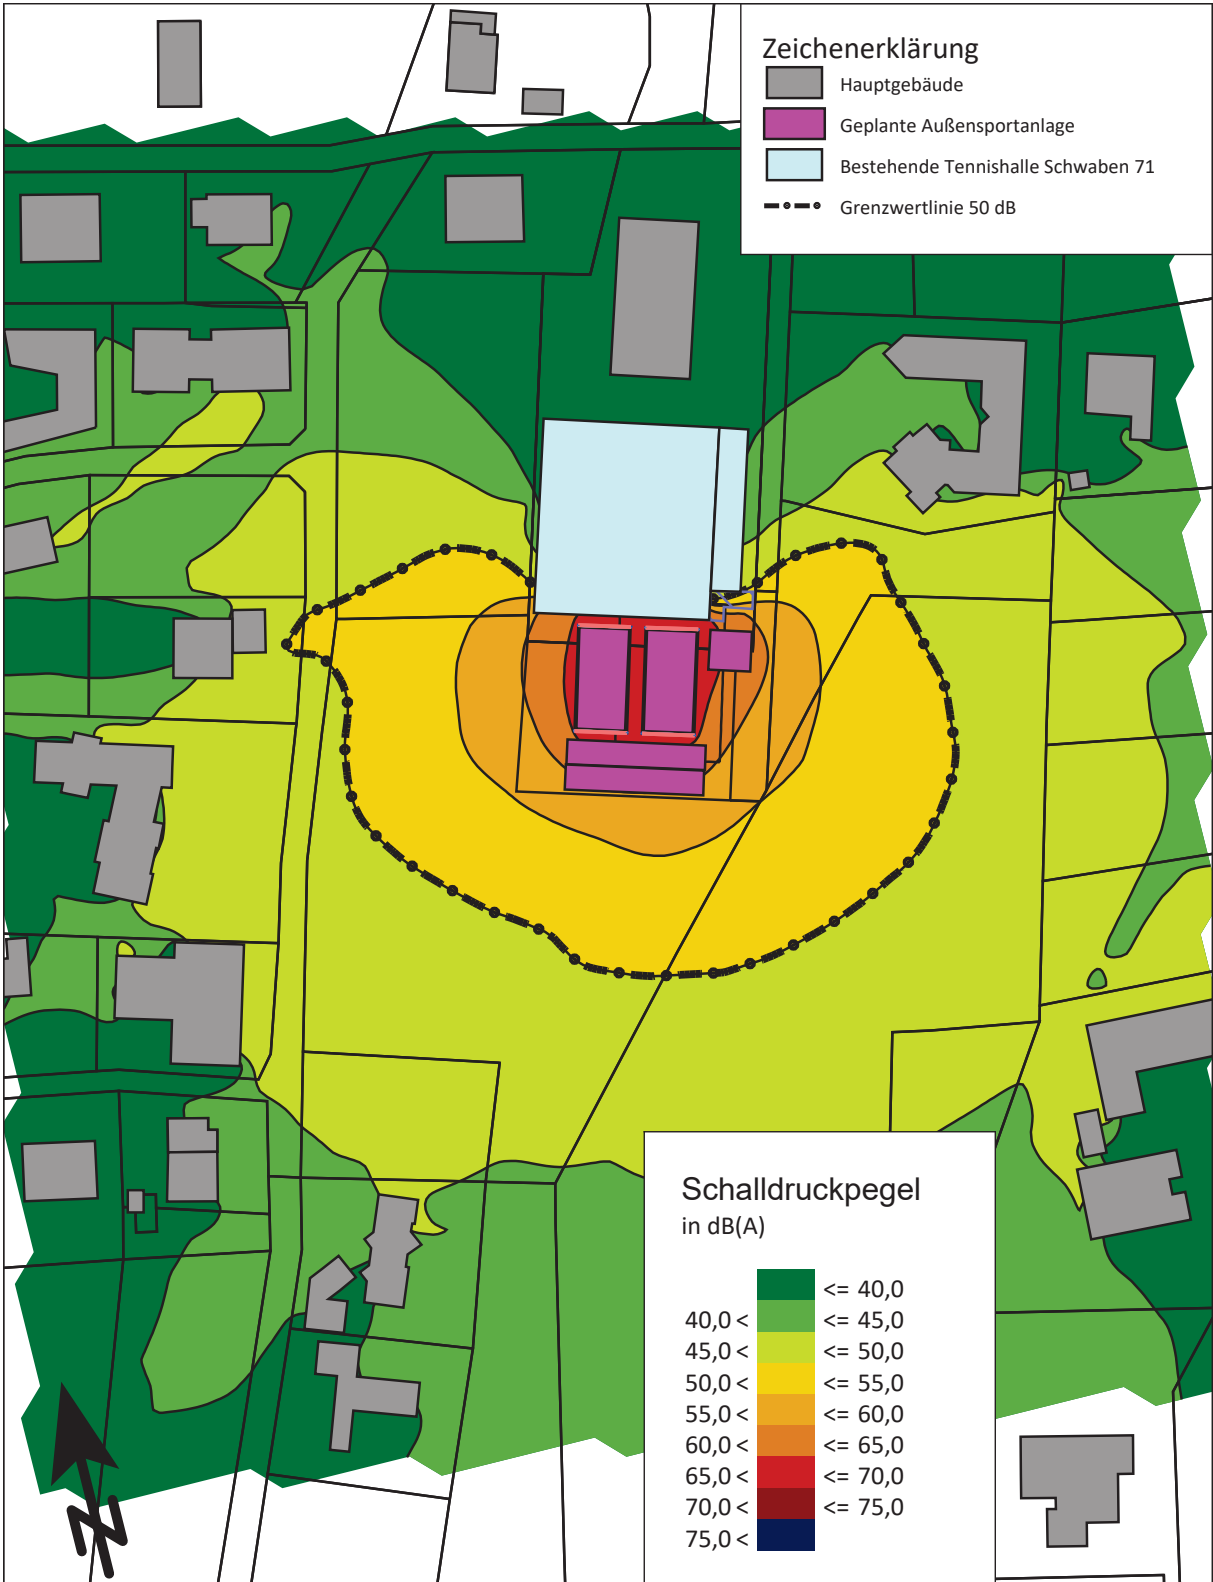 Zeichenerklärung
Hauptgebäude
Geplante Außensportanlage
Bestehende Tennishalle Schwaben 71
Grenzwertlinie 50 dB
Schalldruckpegel
in dB(A)
<= 40,0
40,0 < <= 45,0
45,0 < <= 50,0
50,0 < <= 55,0
55,0 < <= 60,0
60,0 < <= 65,0
65,0 < <= 70,0
70,0 < <= 75,0
75,0 <
N